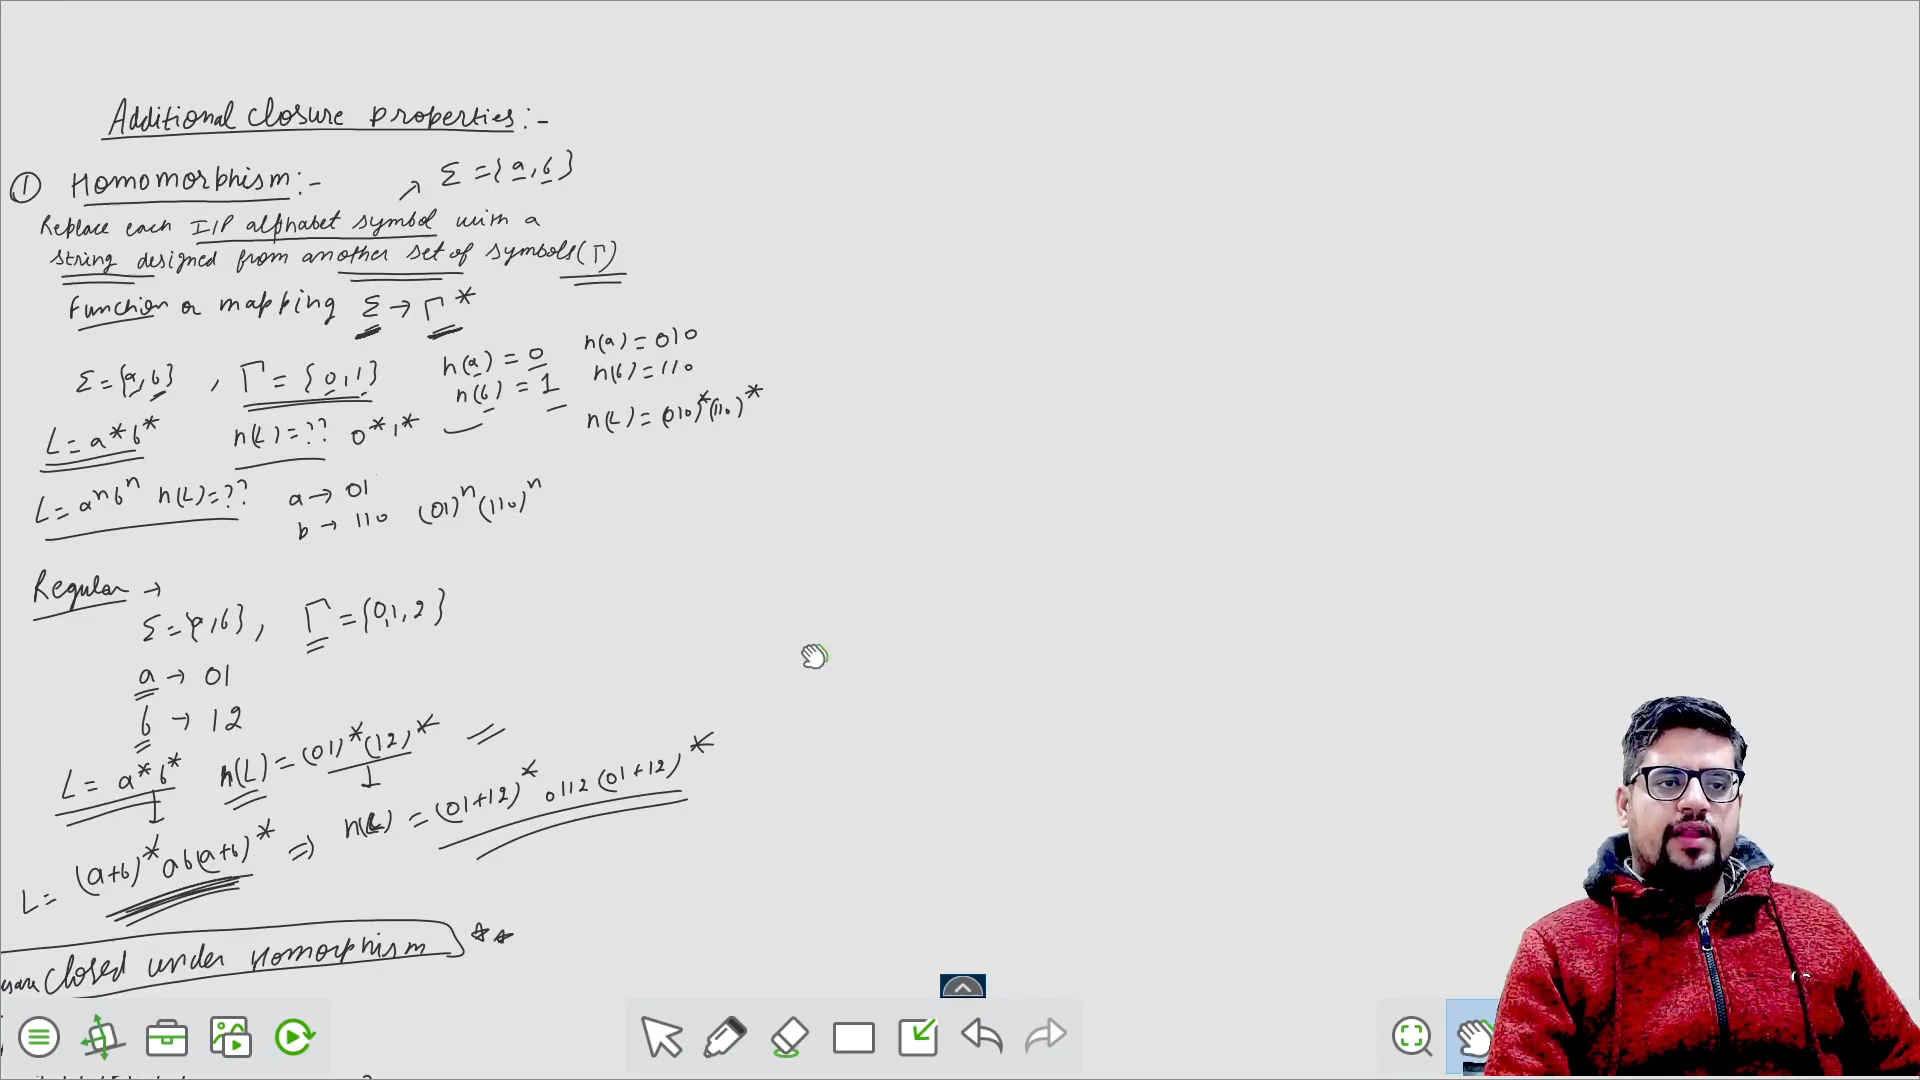 Additional closure properties:-
① Homomorphism:- → Σ = {a,b}
Replace each I/P alphabet symbol with a
string designed from another set of symbols (Γ)
Function or mapping Σ → Γ*
Σ = {a,b} , Γ = {0,1} h(a) = 0 h(a) = 010
h(b) = 1 h(b) = 110
L = a*b* h(L) = ?? 0*1* h(L) = (010)*(110)*
L = aⁿbⁿ h(L) = ?? a → 01
b → 110 (01)ⁿ(110)ⁿ
Regular →
Σ = {a,b}, Γ = {0,1,2}
a → 01
b → 12
L = a*b* h(L) = (01)*(12)*
L = (a+b)*ab(a+b)* ⇒ h(L) = (01+12)* 0112 (01+12)*
closed under Homorphism **